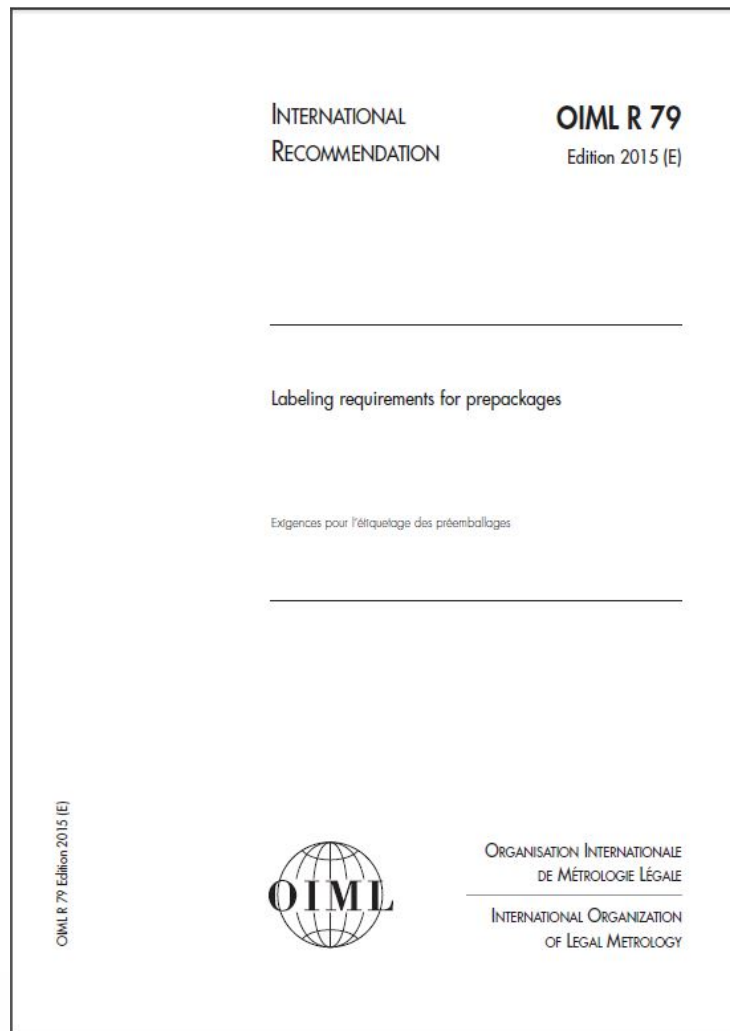 INTERNATIONAL
RECOMMENDATION
OIML R 79
Edition 2015 (E)
Labeling requirements for prepackages
Exigences pour l'étiquetage des préemballages
OIML R 79 Edition 2015 (E)
OIML
ORGANISATION INTERNATIONALE
DE MÉTROLOGIE LÉGALE
INTERNATIONAL ORGANIZATION
OF LEGAL METROLOGY